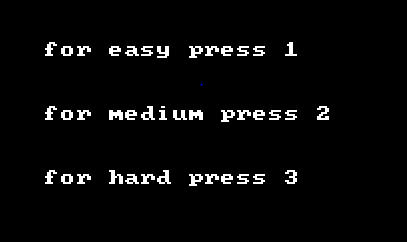 for easy press 1
for medium press 2
for hard press 3